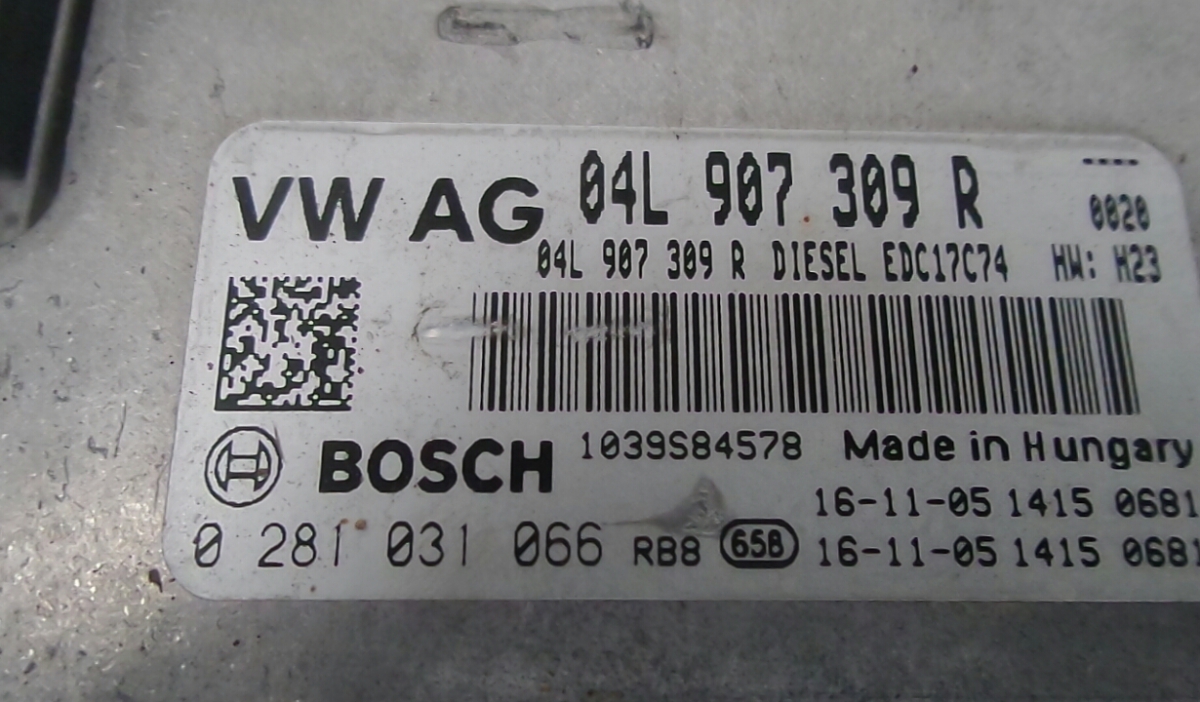 VW AG 04L 907 309 R ----
0020
04L 907 309 R DIESEL EDC17C74 HW: H23
BOSCH 1039S84578 Made in Hungary
16-11-05 1415 0681
0 281 031 066 RB8 65B 16-11-05 1415 0681